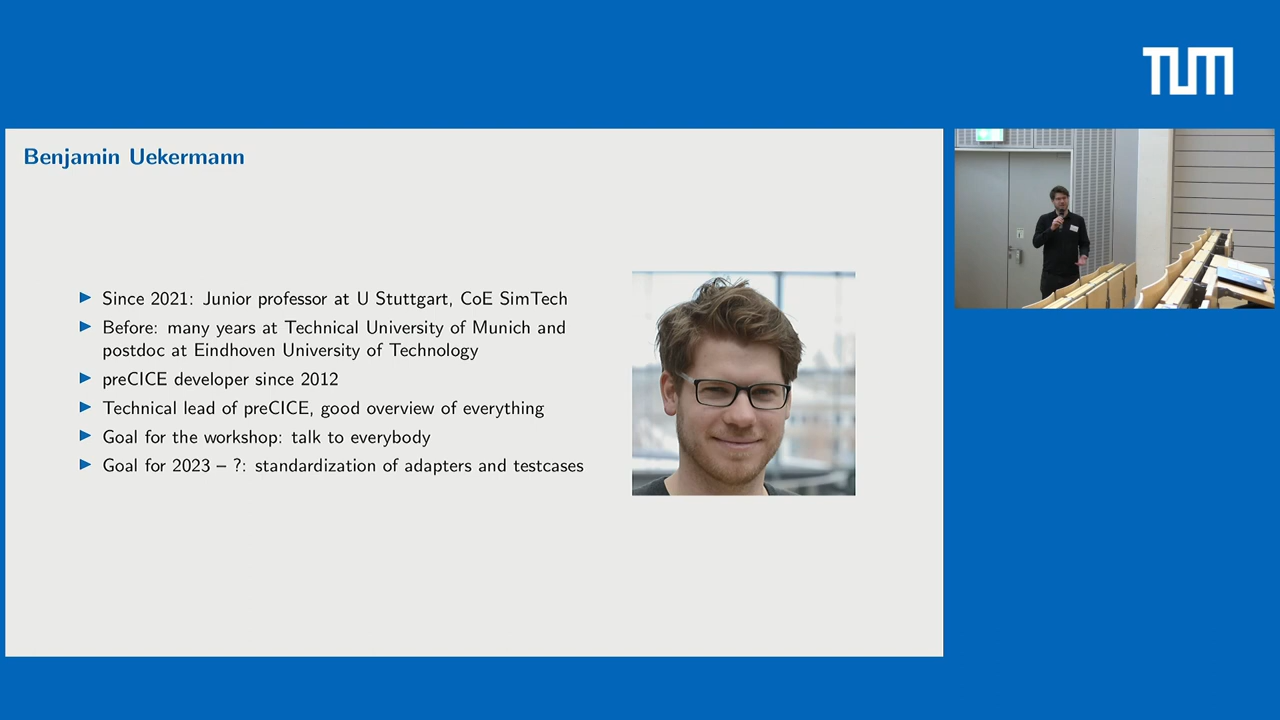 TUM
Benjamin Uekermann
Since 2021: Junior professor at U Stuttgart, CoE SimTech
Before: many years at Technical University of Munich and
postdoc at Eindhoven University of Technology
preCICE developer since 2012
Technical lead of preCICE, good overview of everything
Goal for the workshop: talk to everybody
Goal for 2023 – ?: standardization of adapters and testcases